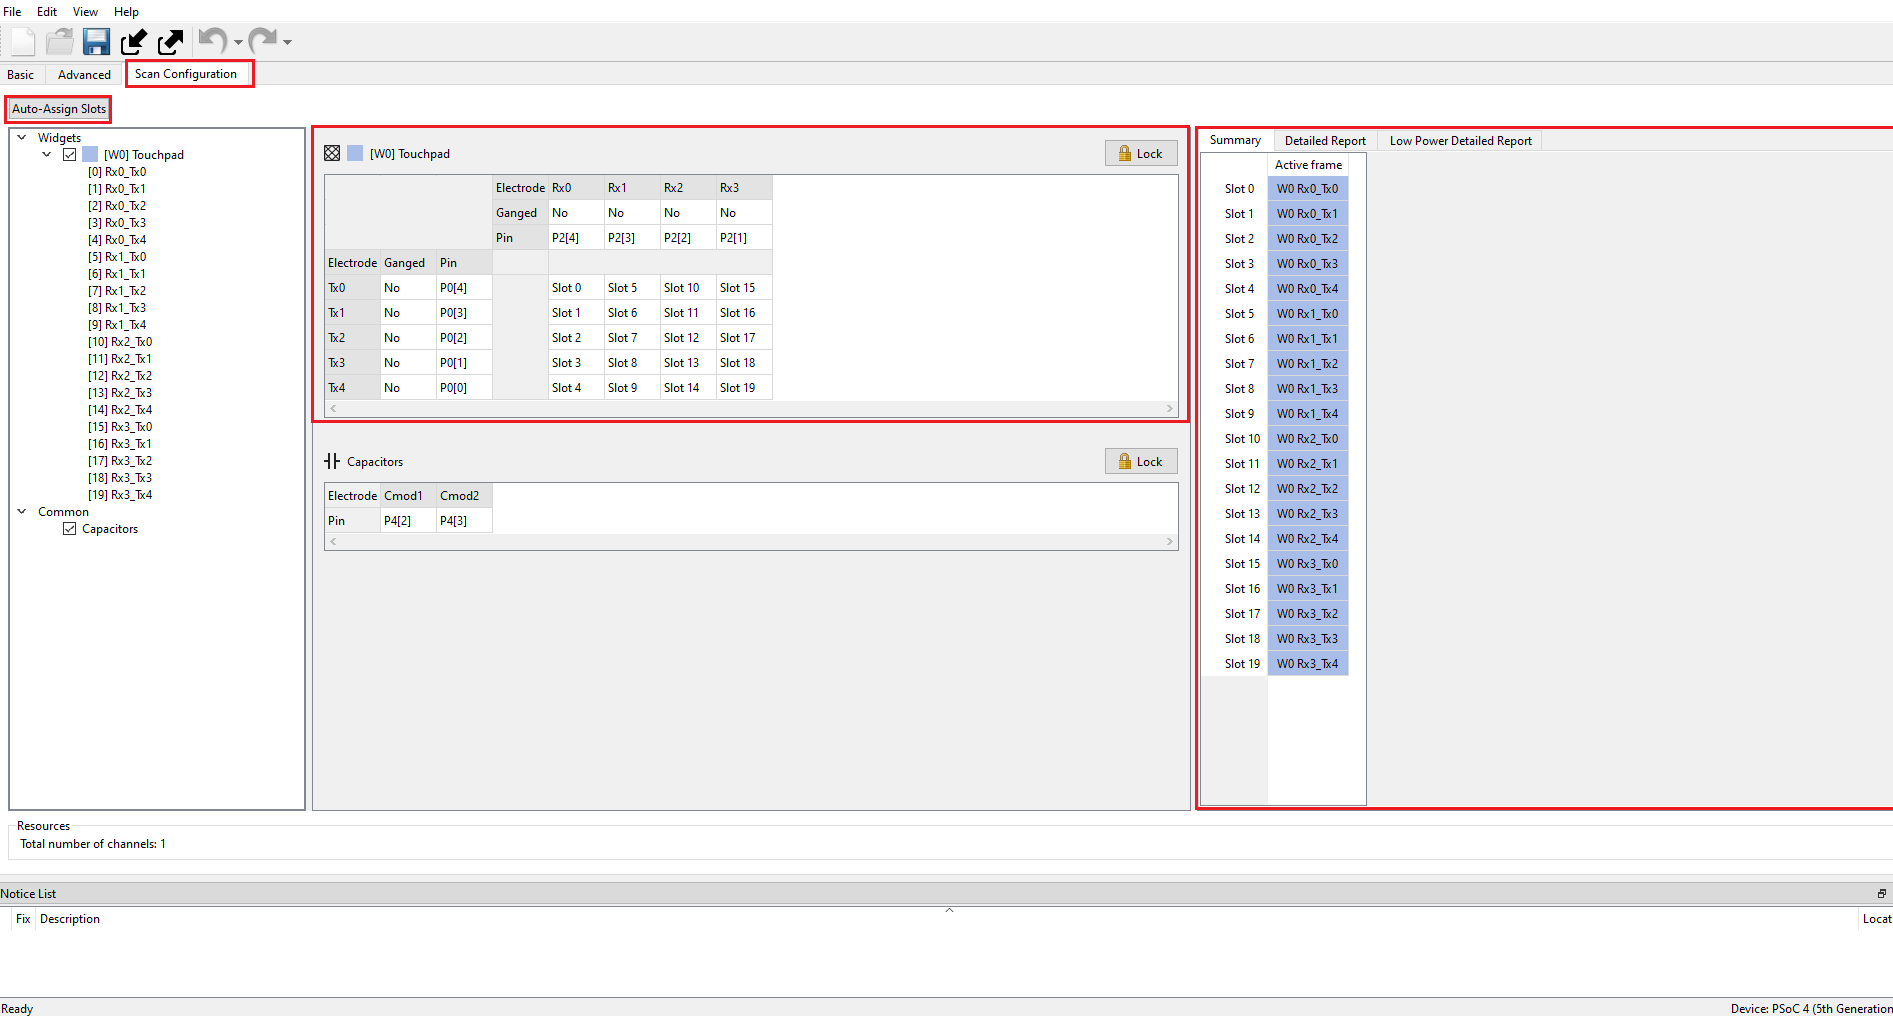 File Edit View Help
Basic Advanced Scan Configuration
Auto-Assign Slots
Widgets
[W0] Touchpad
[0] Rx0_Tx0
[1] Rx0_Tx1
[2] Rx0_Tx2
[3] Rx0_Tx3
[4] Rx0_Tx4
[5] Rx1_Tx0
[6] Rx1_Tx1
[7] Rx1_Tx2
[8] Rx1_Tx3
[9] Rx1_Tx4
[10] Rx2_Tx0
[11] Rx2_Tx1
[12] Rx2_Tx2
[13] Rx2_Tx3
[14] Rx2_Tx4
[15] Rx3_Tx0
[16] Rx3_Tx1
[17] Rx3_Tx2
[18] Rx3_Tx3
[19] Rx3_Tx4
Common
Capacitors
[W0] Touchpad Lock
Electrode Rx0 Rx1 Rx2 Rx3
Ganged No No No No
Pin P2[4] P2[3] P2[2] P2[1]
Electrode Ganged Pin
Tx0 No P0[4] Slot 0 Slot 5 Slot 10 Slot 15
Tx1 No P0[3] Slot 1 Slot 6 Slot 11 Slot 16
Tx2 No P0[2] Slot 2 Slot 7 Slot 12 Slot 17
Tx3 No P0[1] Slot 3 Slot 8 Slot 13 Slot 18
Tx4 No P0[0] Slot 4 Slot 9 Slot 14 Slot 19
Capacitors Lock
Electrode Cmod1 Cmod2
Pin P4[2] P4[3]
Summary Detailed Report Low Power Detailed Report
Active frame
Slot 0 W0 Rx0_Tx0
Slot 1 W0 Rx0_Tx1
Slot 2 W0 Rx0_Tx2
Slot 3 W0 Rx0_Tx3
Slot 4 W0 Rx0_Tx4
Slot 5 W0 Rx1_Tx0
Slot 6 W0 Rx1_Tx1
Slot 7 W0 Rx1_Tx2
Slot 8 W0 Rx1_Tx3
Slot 9 W0 Rx1_Tx4
Slot 10 W0 Rx2_Tx0
Slot 11 W0 Rx2_Tx1
Slot 12 W0 Rx2_Tx2
Slot 13 W0 Rx2_Tx3
Slot 14 W0 Rx2_Tx4
Slot 15 W0 Rx3_Tx0
Slot 16 W0 Rx3_Tx1
Slot 17 W0 Rx3_Tx2
Slot 18 W0 Rx3_Tx3
Slot 19 W0 Rx3_Tx4
Resources
Total number of channels: 1
Notice List
Fix Description Locat
Ready Device: PSoC 4 (5th Generation